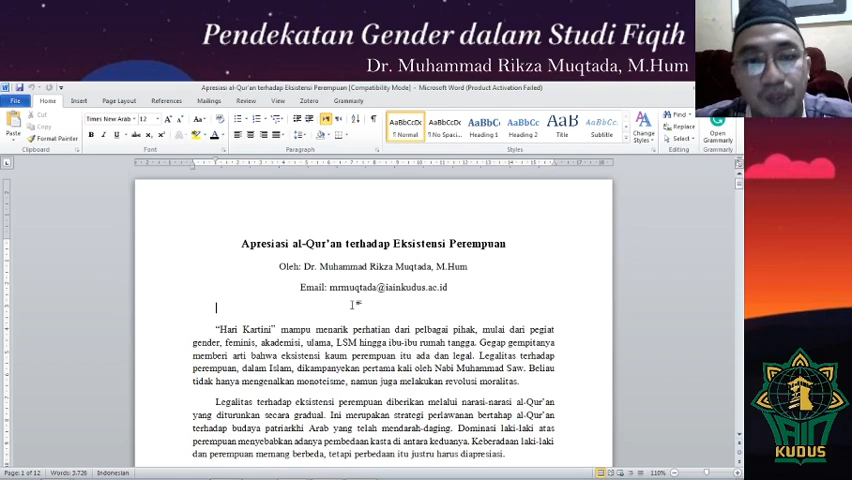 Pendekatan Gender dalam Studi Fiqih
Dr. Muhammad Rikza Muqtada, M.Hum
Apresiasi al-Qur'an terhadap Eksistensi Perempuan [Compatibility Mode] - Microsoft Word (Product Activation Failed)
File Home Insert Page Layout References Mailings Review View Zotero Grammarly
Paste
Cut
Copy
Format Painter
Clipboard
Times New Roman 12
Font
Paragraph
AaBbCcDc AaBbCcDc AaBbCc AaBbCc AaB AaBbCc.
¶ Normal ¶ No Spaci... Heading 1 Heading 2 Title Subtitle
Change
Styles
Styles
Find
Replace
Select
Editing
Open
Grammarly
Grammarly
Apresiasi al-Qur'an terhadap Eksistensi Perempuan
Oleh: Dr. Muhammad Rikza Muqtada, M.Hum
Email: mrmuqtada@iainkudus.ac.id
"Hari Kartini" mampu menarik perhatian dari pelbagai pihak, mulai dari pegiat
gender, feminis, akademisi, ulama, LSM hingga ibu-ibu rumah tangga. Gegap gempitanya
memberi arti bahwa eksistensi kaum perempuan itu ada dan legal. Legalitas terhadap
perempuan, dalam Islam, dikampanyekan pertama kali oleh Nabi Muhammad Saw. Beliau
tidak hanya mengenalkan monoteisme, namun juga melakukan revolusi moralitas.
Legalitas terhadap eksistensi perempuan diberikan melalui narasi-narasi al-Qur'an
yang diturunkan secara gradual. Ini merupakan strategi perlawanan bertahap al-Qur'an
terhadap budaya patriarkhi Arab yang telah mendarah-daging. Dominasi laki-laki atas
perempuan menyebabkan adanya pembedaan kasta di antara keduanya. Keberadaan laki-laki
dan perempuan memang berbeda, tetapi perbedaan itu justru harus diapresiasi.
Page: 1 of 12 Words: 3.725 Indonesian 110%
IAIN
KUDUS